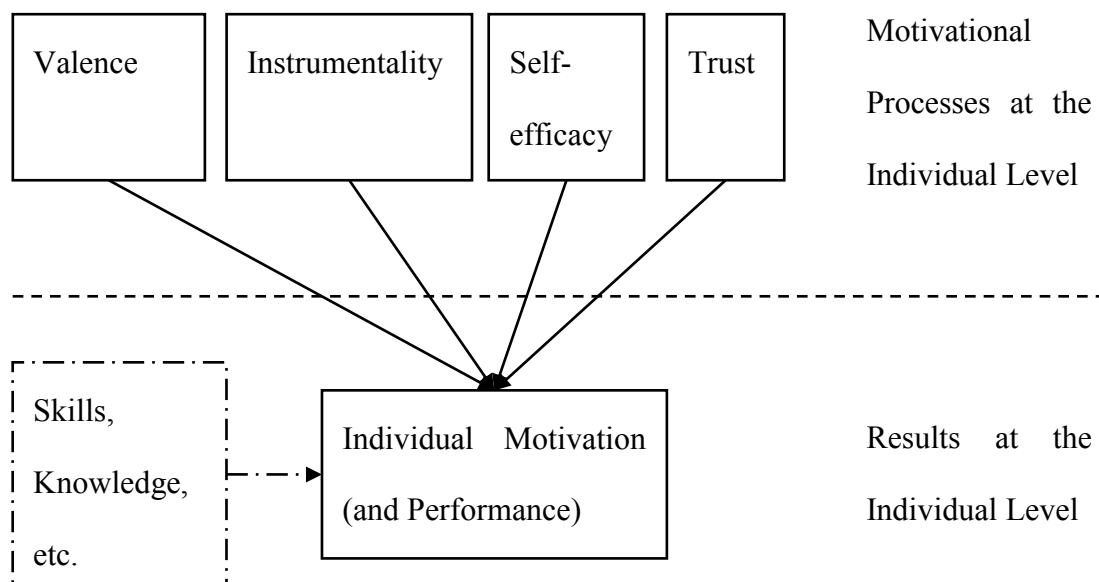 Valence
Instrumentality
Self-
efficacy
Trust
Motivational
Processes at the
Individual Level
Skills,
Knowledge,
etc.
Individual Motivation
(and Performance)
Results at the
Individual Level